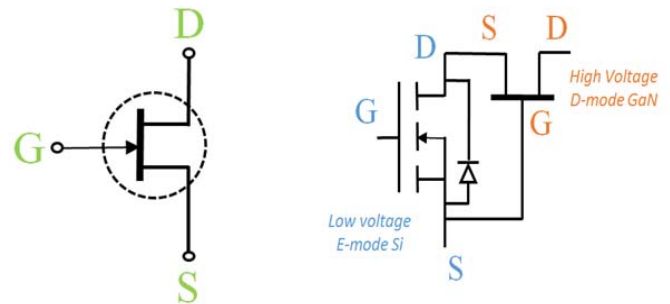 D
G
S
D
S
D
G
G
High Voltage
D-mode GaN
Low voltage
E-mode Si
S